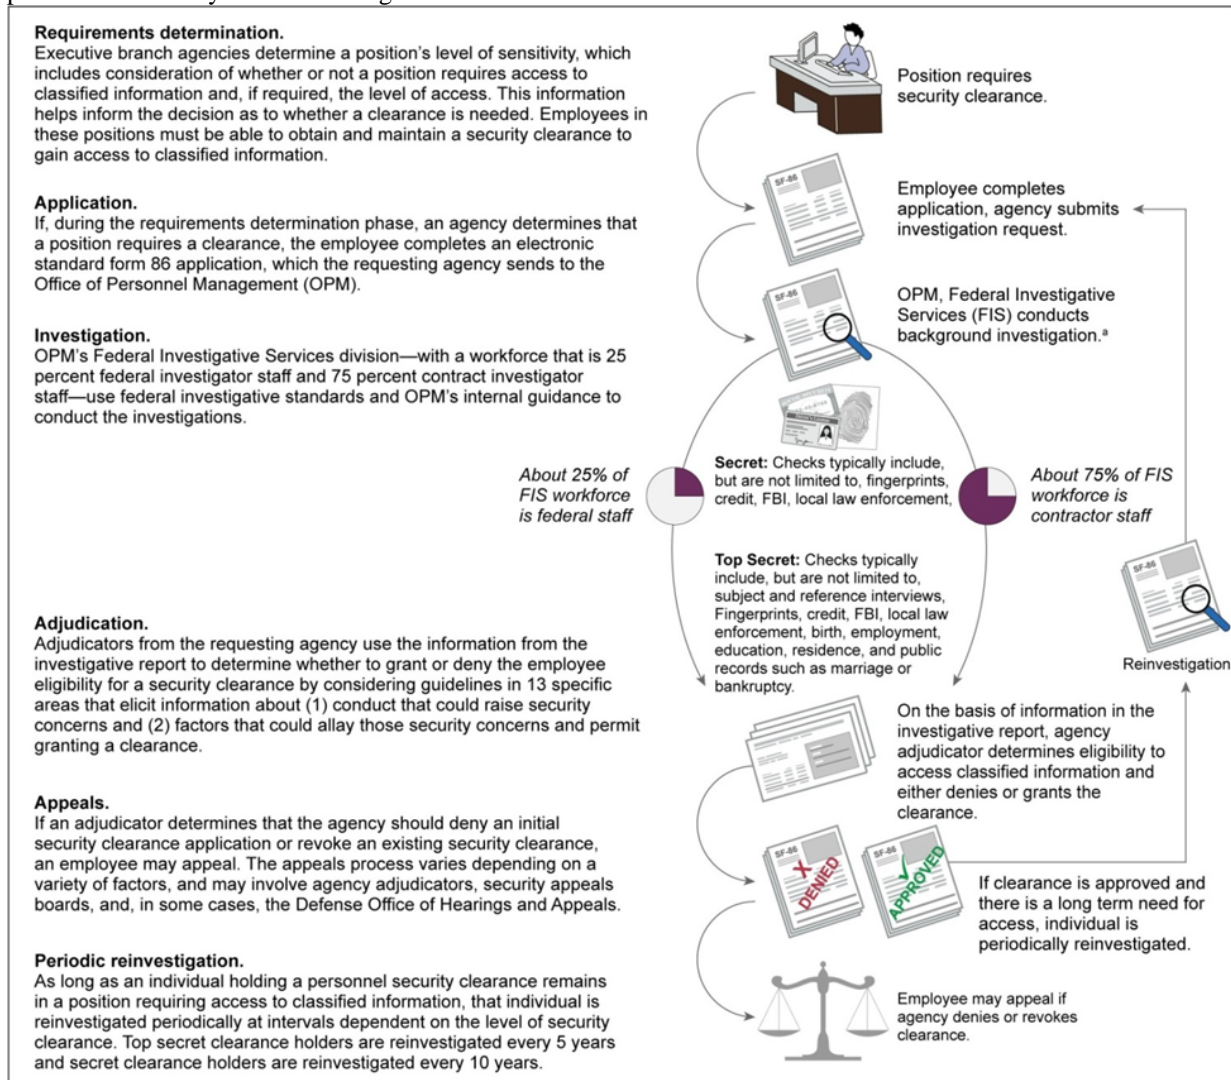 Requirements determination.
Executive branch agencies determine a position's level of sensitivity, which
includes consideration of whether or not a position requires access to
classified information and, if required, the level of access. This information
helps inform the decision as to whether a clearance is needed. Employees in
these positions must be able to obtain and maintain a security clearance to
gain access to classified information.
Application.
If, during the requirements determination phase, an agency determines that
a position requires a clearance, the employee completes an electronic
standard form 86 application, which the requesting agency sends to the
Office of Personnel Management (OPM).
Investigation.
OPM's Federal Investigative Services division—with a workforce that is 25
percent federal investigator staff and 75 percent contract investigator
staff—use federal investigative standards and OPM's internal guidance to
conduct the investigations.
Adjudication.
Adjudicators from the requesting agency use the information from the
investigative report to determine whether to grant or deny the employee
eligibility for a security clearance by considering guidelines in 13 specific
areas that elicit information about (1) conduct that could raise security
concerns and (2) factors that could allay those security concerns and permit
granting a clearance.
Appeals.
If an adjudicator determines that the agency should deny an initial
security clearance application or revoke an existing security clearance,
an employee may appeal. The appeals process varies depending on a
variety of factors, and may involve agency adjudicators, security appeals
boards, and, in some cases, the Defense Office of Hearings and Appeals.
Periodic reinvestigation.
As long as an individual holding a personnel security clearance remains
in a position requiring access to classified information, that individual is
reinvestigated periodically at intervals dependent on the level of security
clearance. Top secret clearance holders are reinvestigated every 5 years
and secret clearance holders are reinvestigated every 10 years.
Position requires
security clearance.
SF-86
Employee completes
application, agency submits
investigation request.
SF-86
OPM, Federal Investigative
Services (FIS) conducts
background investigation.ª
About 25% of
FIS workforce
is federal staff
Secret: Checks typically include,
but are not limited to, fingerprints,
credit, FBI, local law enforcement,
About 75% of FIS
workforce is
contractor staff
Top Secret: Checks typically
include, but are not limited to,
subject and reference interviews,
Fingerprints, credit, FBI, local law
enforcement, birth, employment,
education, residence, and public
records such as marriage or
bankruptcy.
SF-86
Reinvestigation
On the basis of information in the
investigative report, agency
adjudicator determines eligibility to
access classified information and
either denies or grants the
clearance.
SF-86
DENIED
SF-86
APPROVED
If clearance is approved and
there is a long term need for
access, individual is
periodically reinvestigated.
Employee may appeal if
agency denies or revokes
clearance.